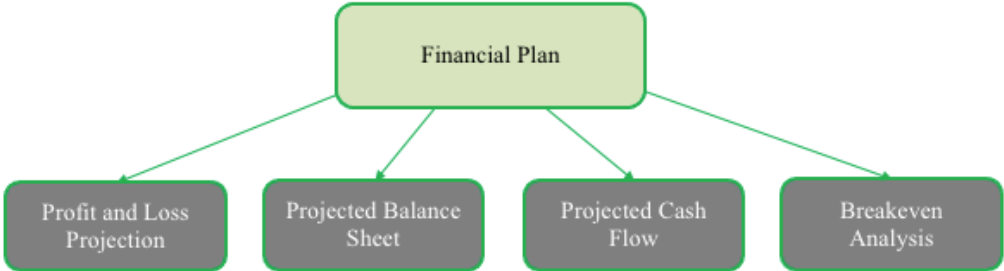 Financial Plan
Profit and Loss
Projection
Projected Balance
Sheet
Projected Cash
Flow
Breakeven
Analysis